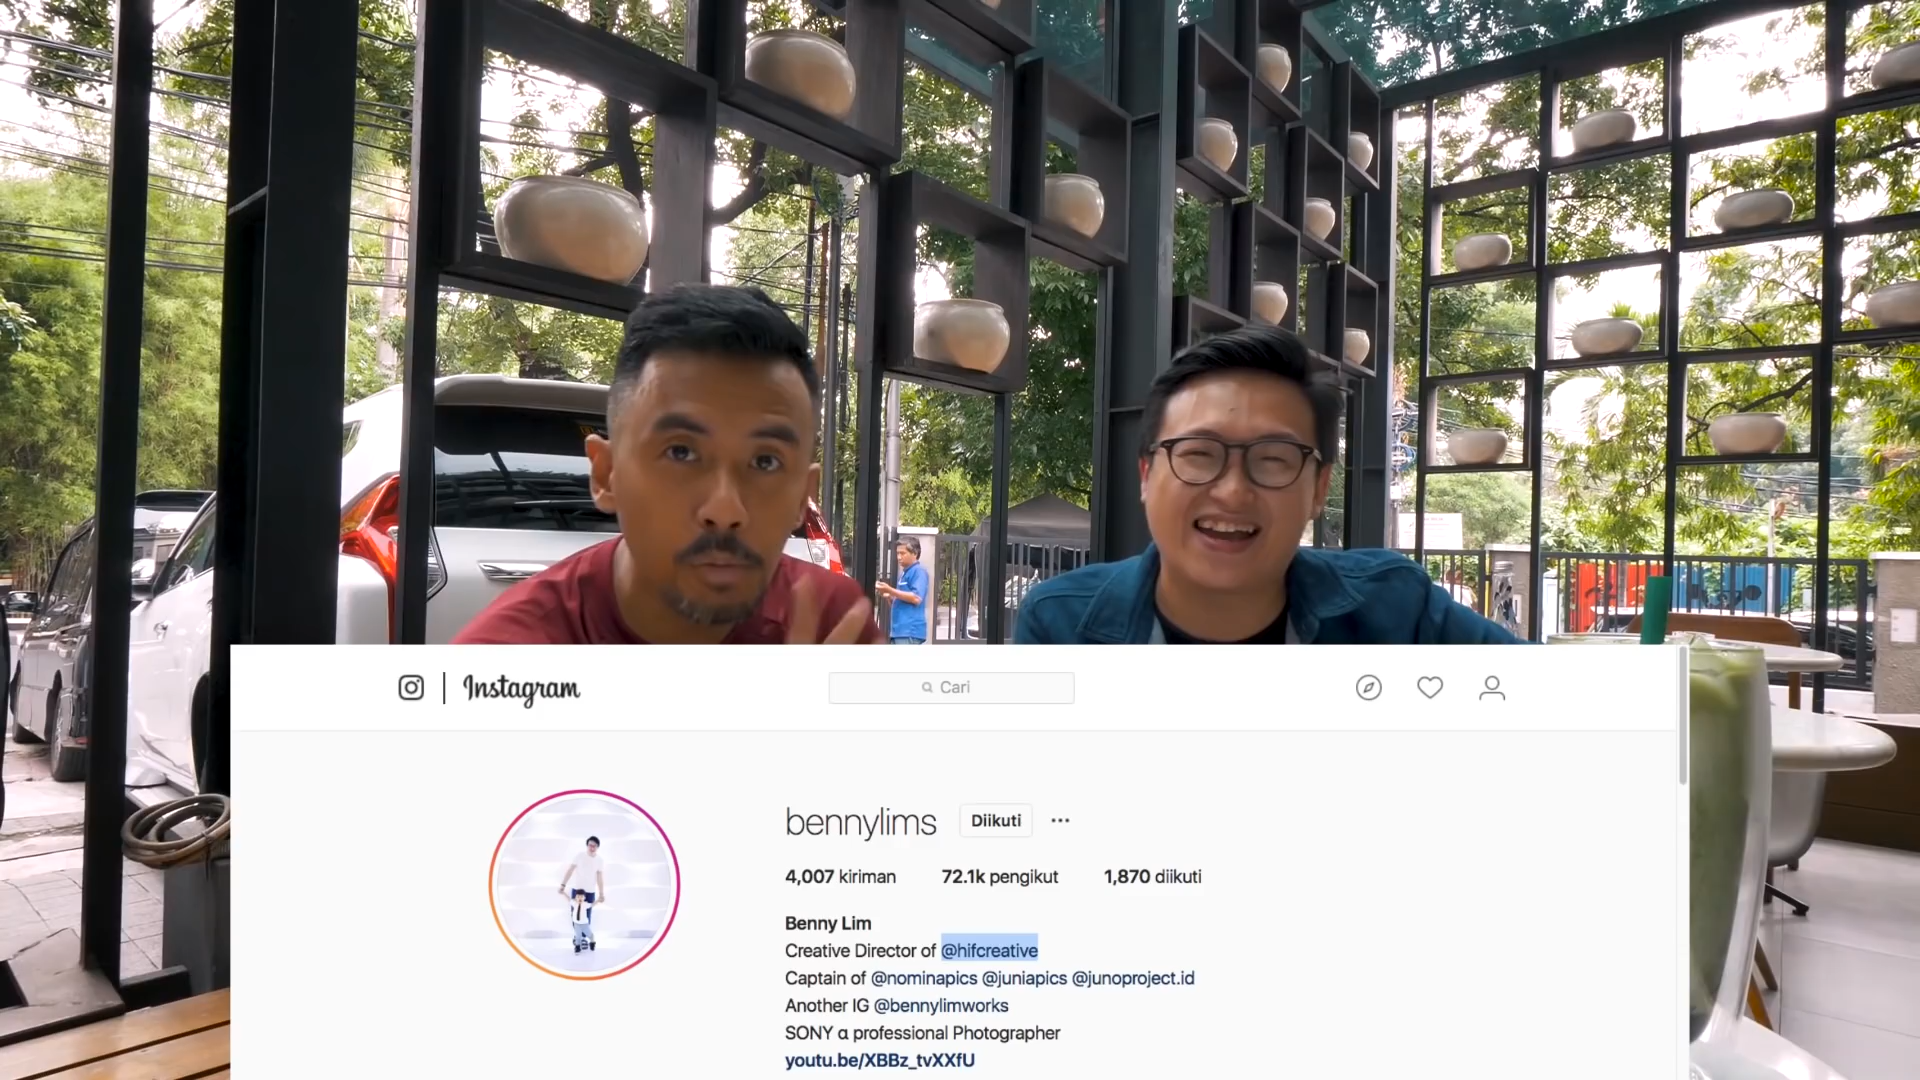 Instagram
Cari
bennylims Diikuti
4,007 kiriman 72.1k pengikut 1,870 diikuti
Benny Lim
Creative Director of @hifcreative
Captain of @nominapics @juniapics @junoproject.id
Another IG @bennylimworks
SONY α professional Photographer
youtu.be/XBBz_tvXXfU